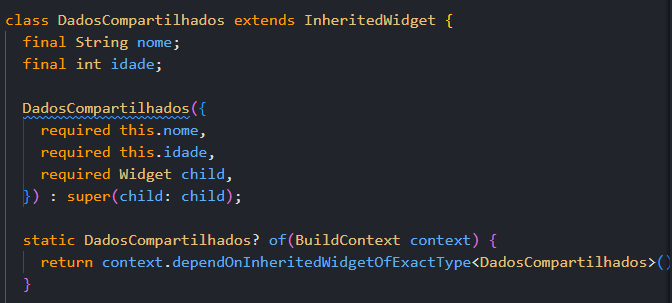 class DadosCompartilhados extends InheritedWidget {
final String nome;
final int idade;
DadosCompartilhados({
required this.nome,
required this.idade,
required Widget child,
}) : super(child: child);
static DadosCompartilhados? of(BuildContext context) {
return context.dependOnInheritedWidgetOfExactType<DadosCompartilhados>()
}